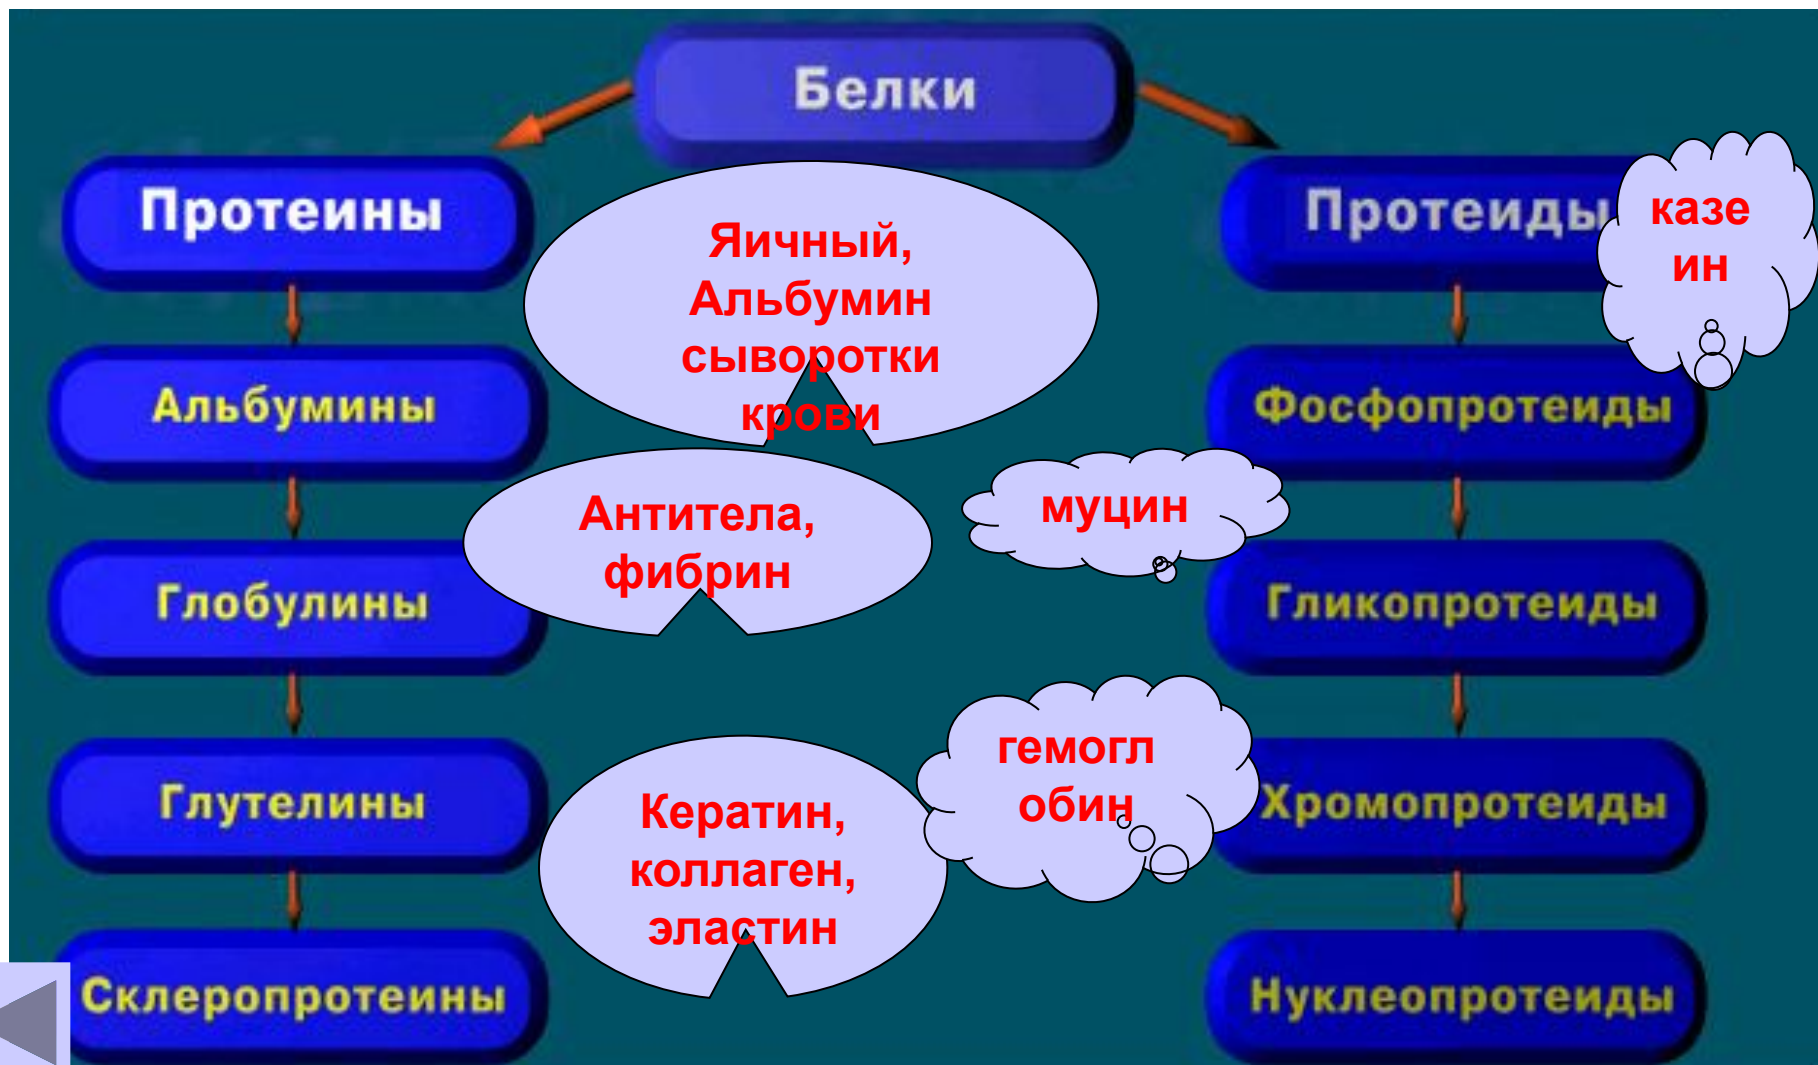 Белки
Протеины
Протеиды
казе
ин
Яичный,
Альбумин
сыворотки
крови
Альбумины
Фосфопротеиды
Антитела,
фибрин
муцин
Глобулины
Гликопротеиды
гемогл
обин
Глутелины
Хромопротеиды
Кератин,
коллаген,
эластин
Склеропротеины
Нуклеопротеиды